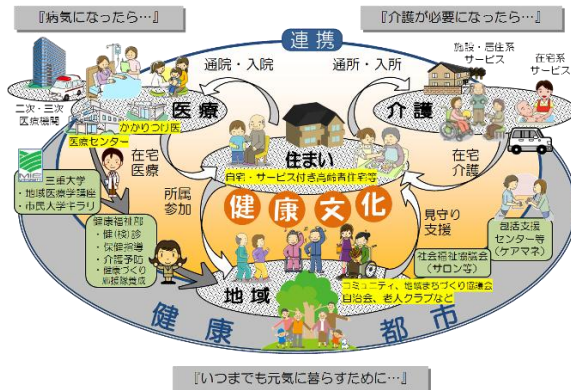 『病気になったら…』
『介護が必要になったら…』
連携
通院・入院
通所・入所
施設・居住系
サービス
在宅系
サービス
二次・三次
医療機関
医療
かかりつけ医、
医療センター
介護
住まい
自宅・サービス付き高齢者住宅等
在宅
医療
在宅
介護
三重大学
・地域医療学講座
・市民人学キラリ
所属
参加
健康文化
見守り
支援
包括支援
センター等
(ケアマネ)
健康福祉部
・健(検)診
・保健指導
・介護予防
・健康づくり
応援隊養成
社会福祉協議会
(サロン等)
地域
コミュニティ、地域まちづくり協議会
自治会、老人クラブなど
健康
都市
『いつまでも元気に暮らすために…』